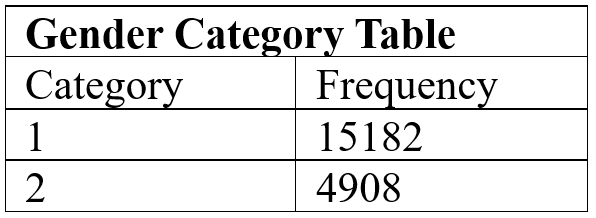 Gender Category Table
Category Frequency
1 15182
2 4908